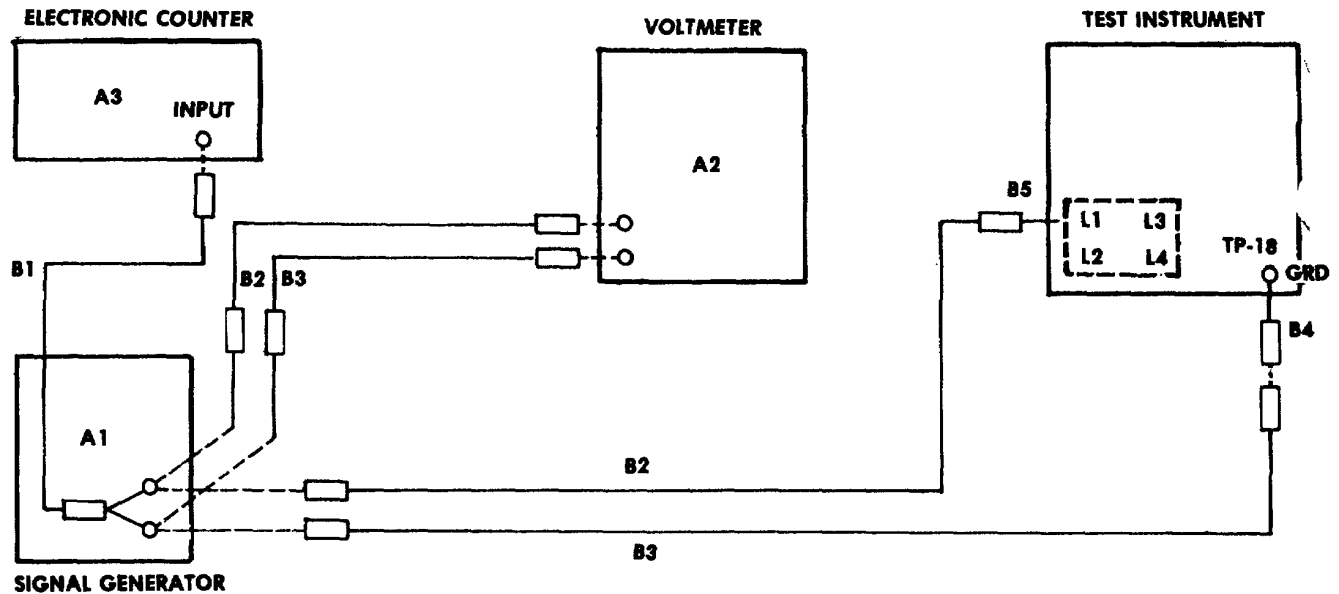 ELECTRONIC COUNTER
VOLTMETER
TEST INSTRUMENT
A3
INPUT
A2
B5
L1 L3
L2 L4
TP-18
GRD
B1
B2
B3
B4
A1
B2
B3
SIGNAL GENERATOR